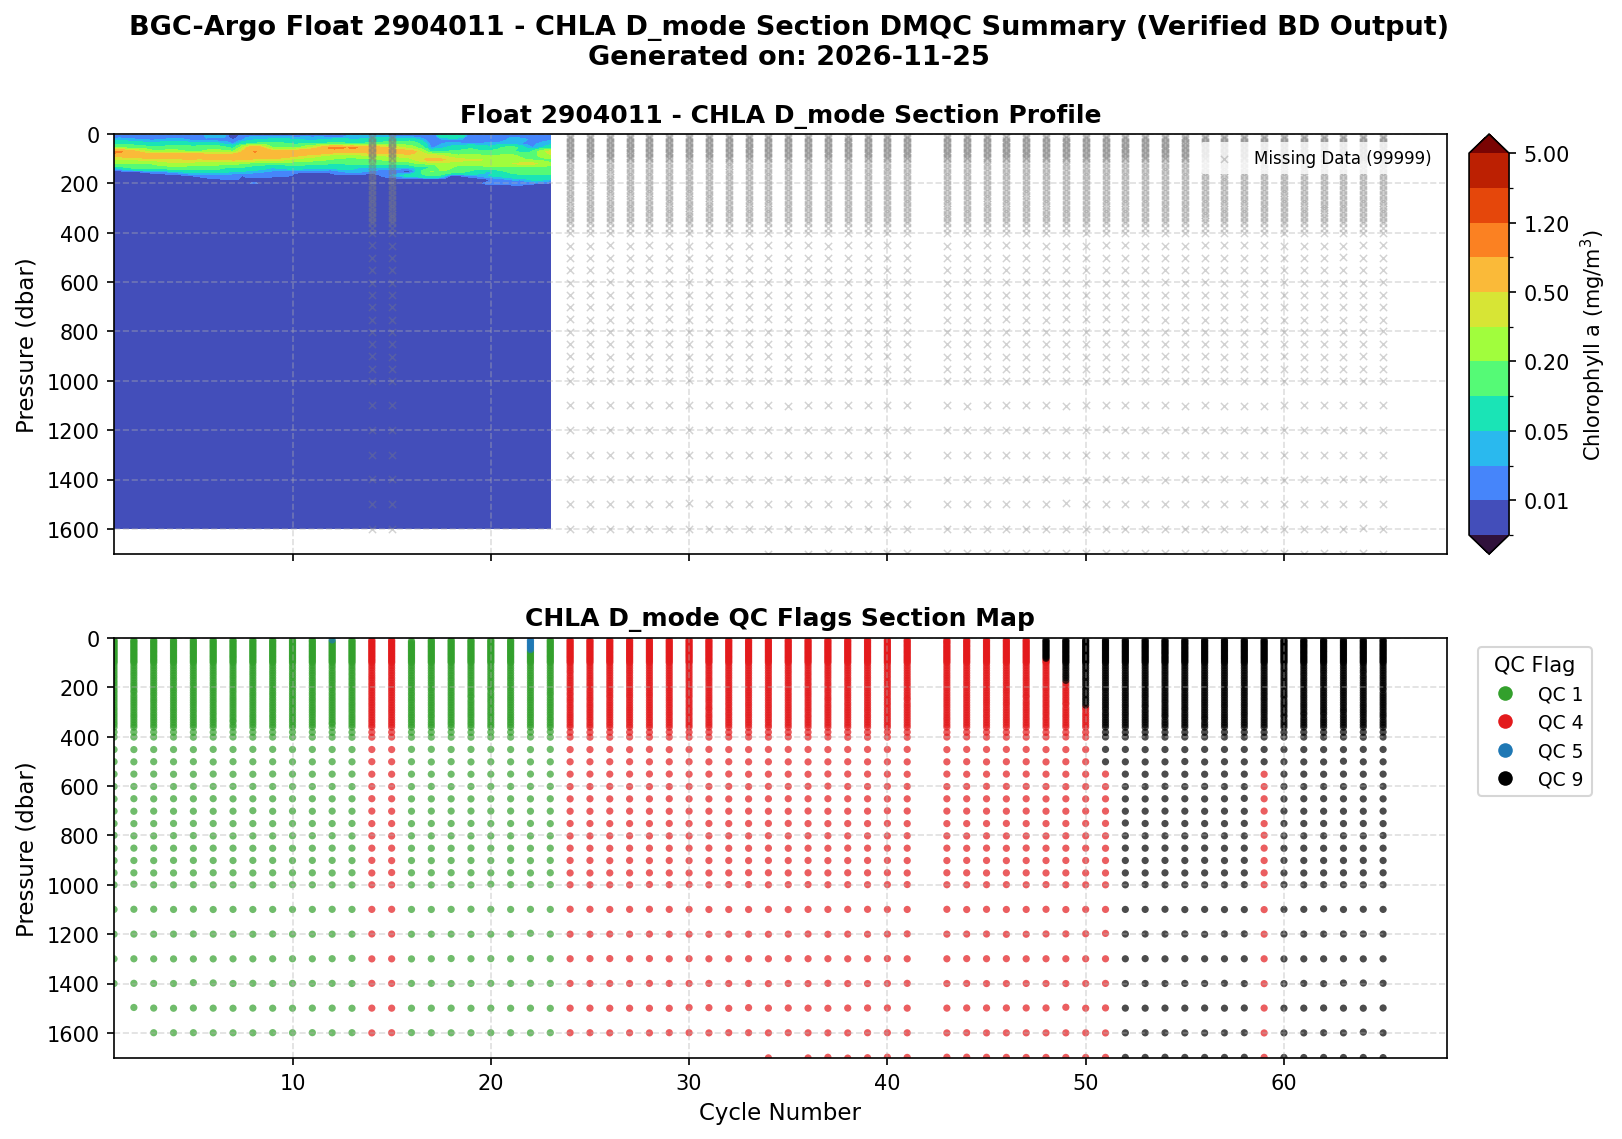 BGC-Argo Float 2904011 - CHLA D_mode Section DMQC Summary (Verified BD Output)
Generated on: 2026-11-25
Float 2904011 - CHLA D_mode Section Profile
Pressure (dbar)
0
200
400
600
800
1000
1200
1400
1600
Missing Data (99999)
5.00
1.20
0.50
0.20
0.05
0.01
Chlorophyll a (mg/m³)
CHLA D_mode QC Flags Section Map
Pressure (dbar)
0
200
400
600
800
1000
1200
1400
1600
10
20
30
40
50
60
Cycle Number
QC Flag
QC 1
QC 4
QC 5
QC 9